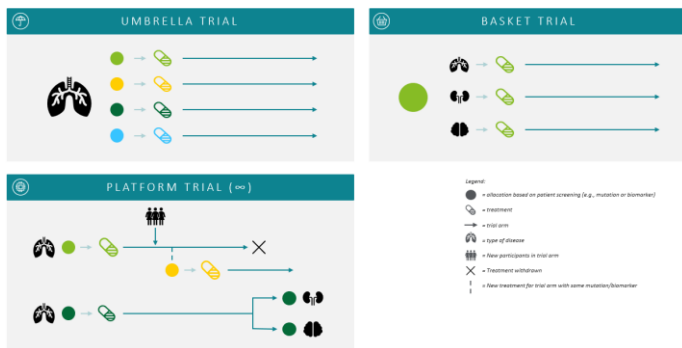 UMBRELLA TRIAL
BASKET TRIAL
PLATFORM TRIAL (∞)
Legend:
= allocation based on patient screening (e.g., mutation or biomarker)
= treatment
= trial arm
= type of disease
= New participants in trial arm
= Treatment withdrawn
= New treatment for trial arm with same mutation/biomarker